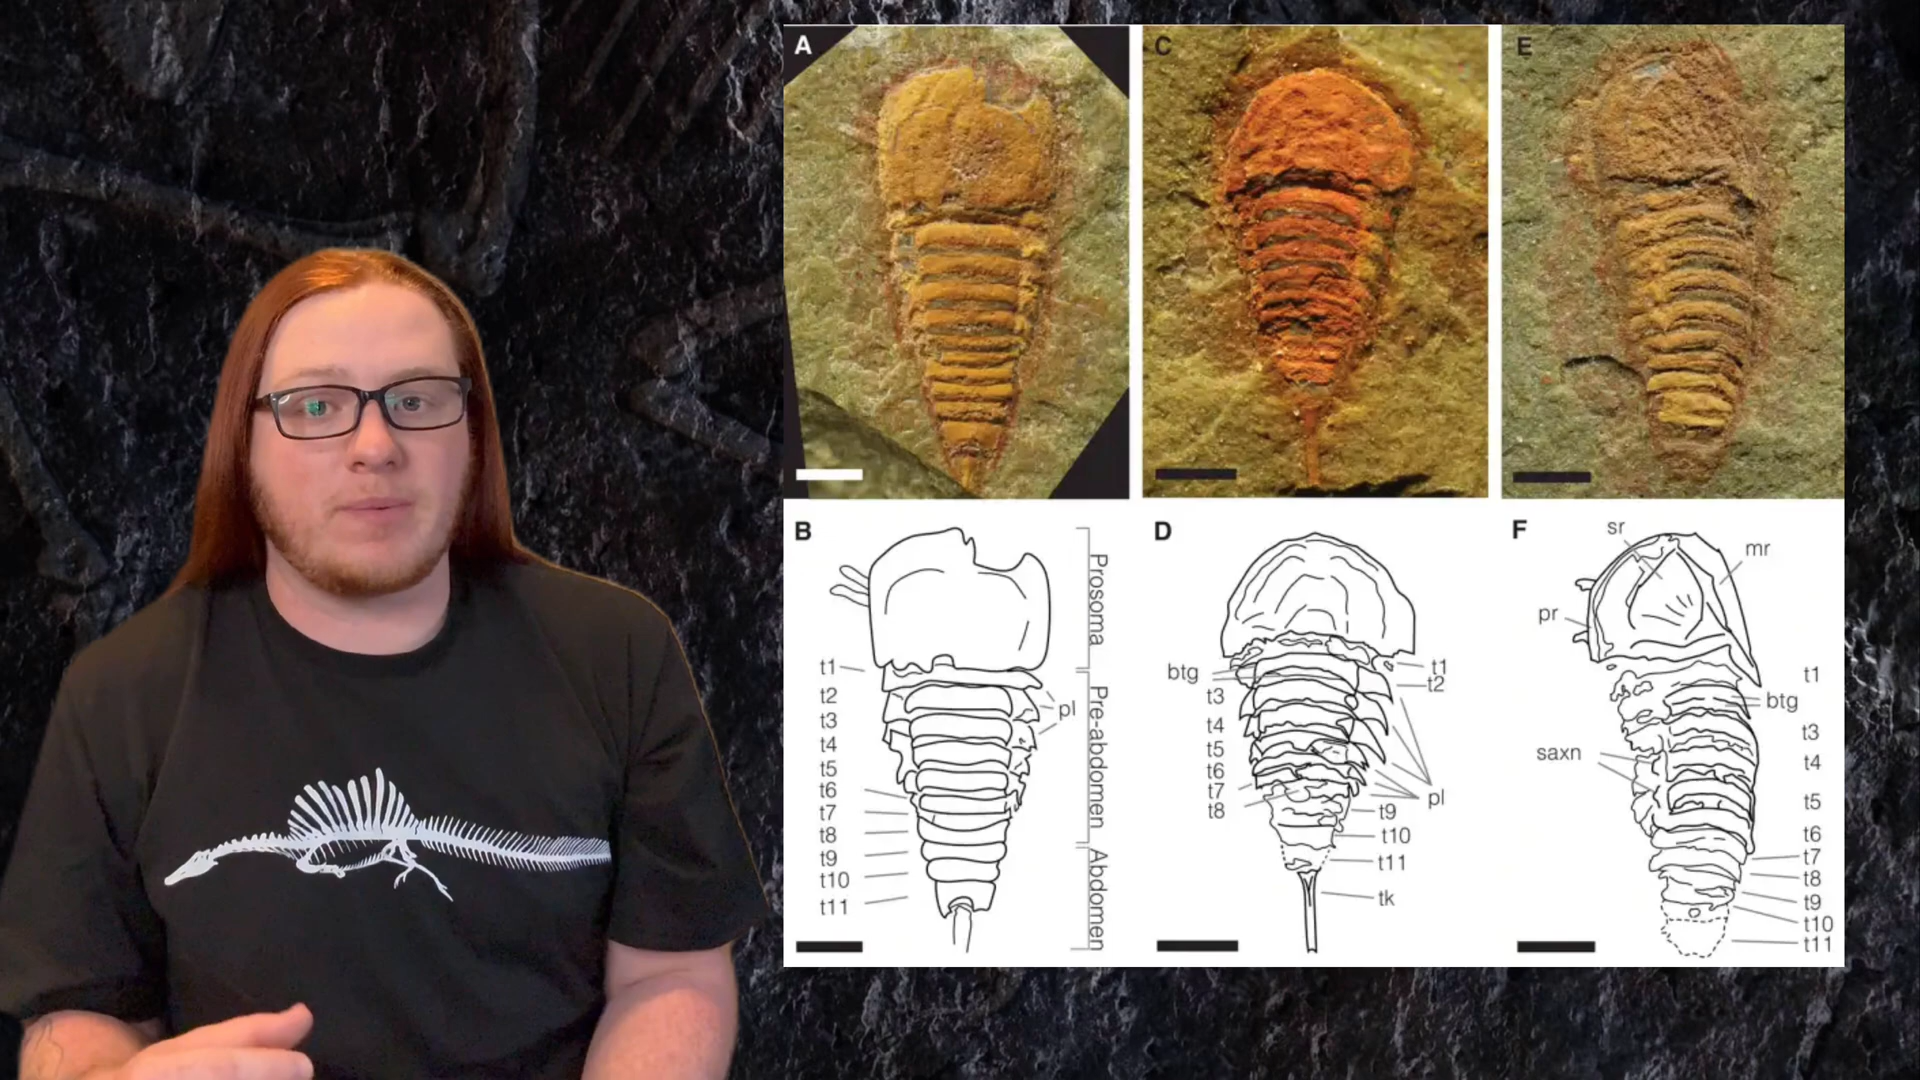 A
C
E
B
Prosoma
Pre-abdomen
Abdomen
t1
t2
t3
t4
t5
t6
t7
t8
t9
t10
t11
pl
D
btg
t3
t4
t5
t6
t7
t8
t1
t2
pl
t9
t10
t11
tk
F
sr
mr
pr
saxn
t1
btg
t3
t4
t5
t6
t7
t8
t9
t10
t11